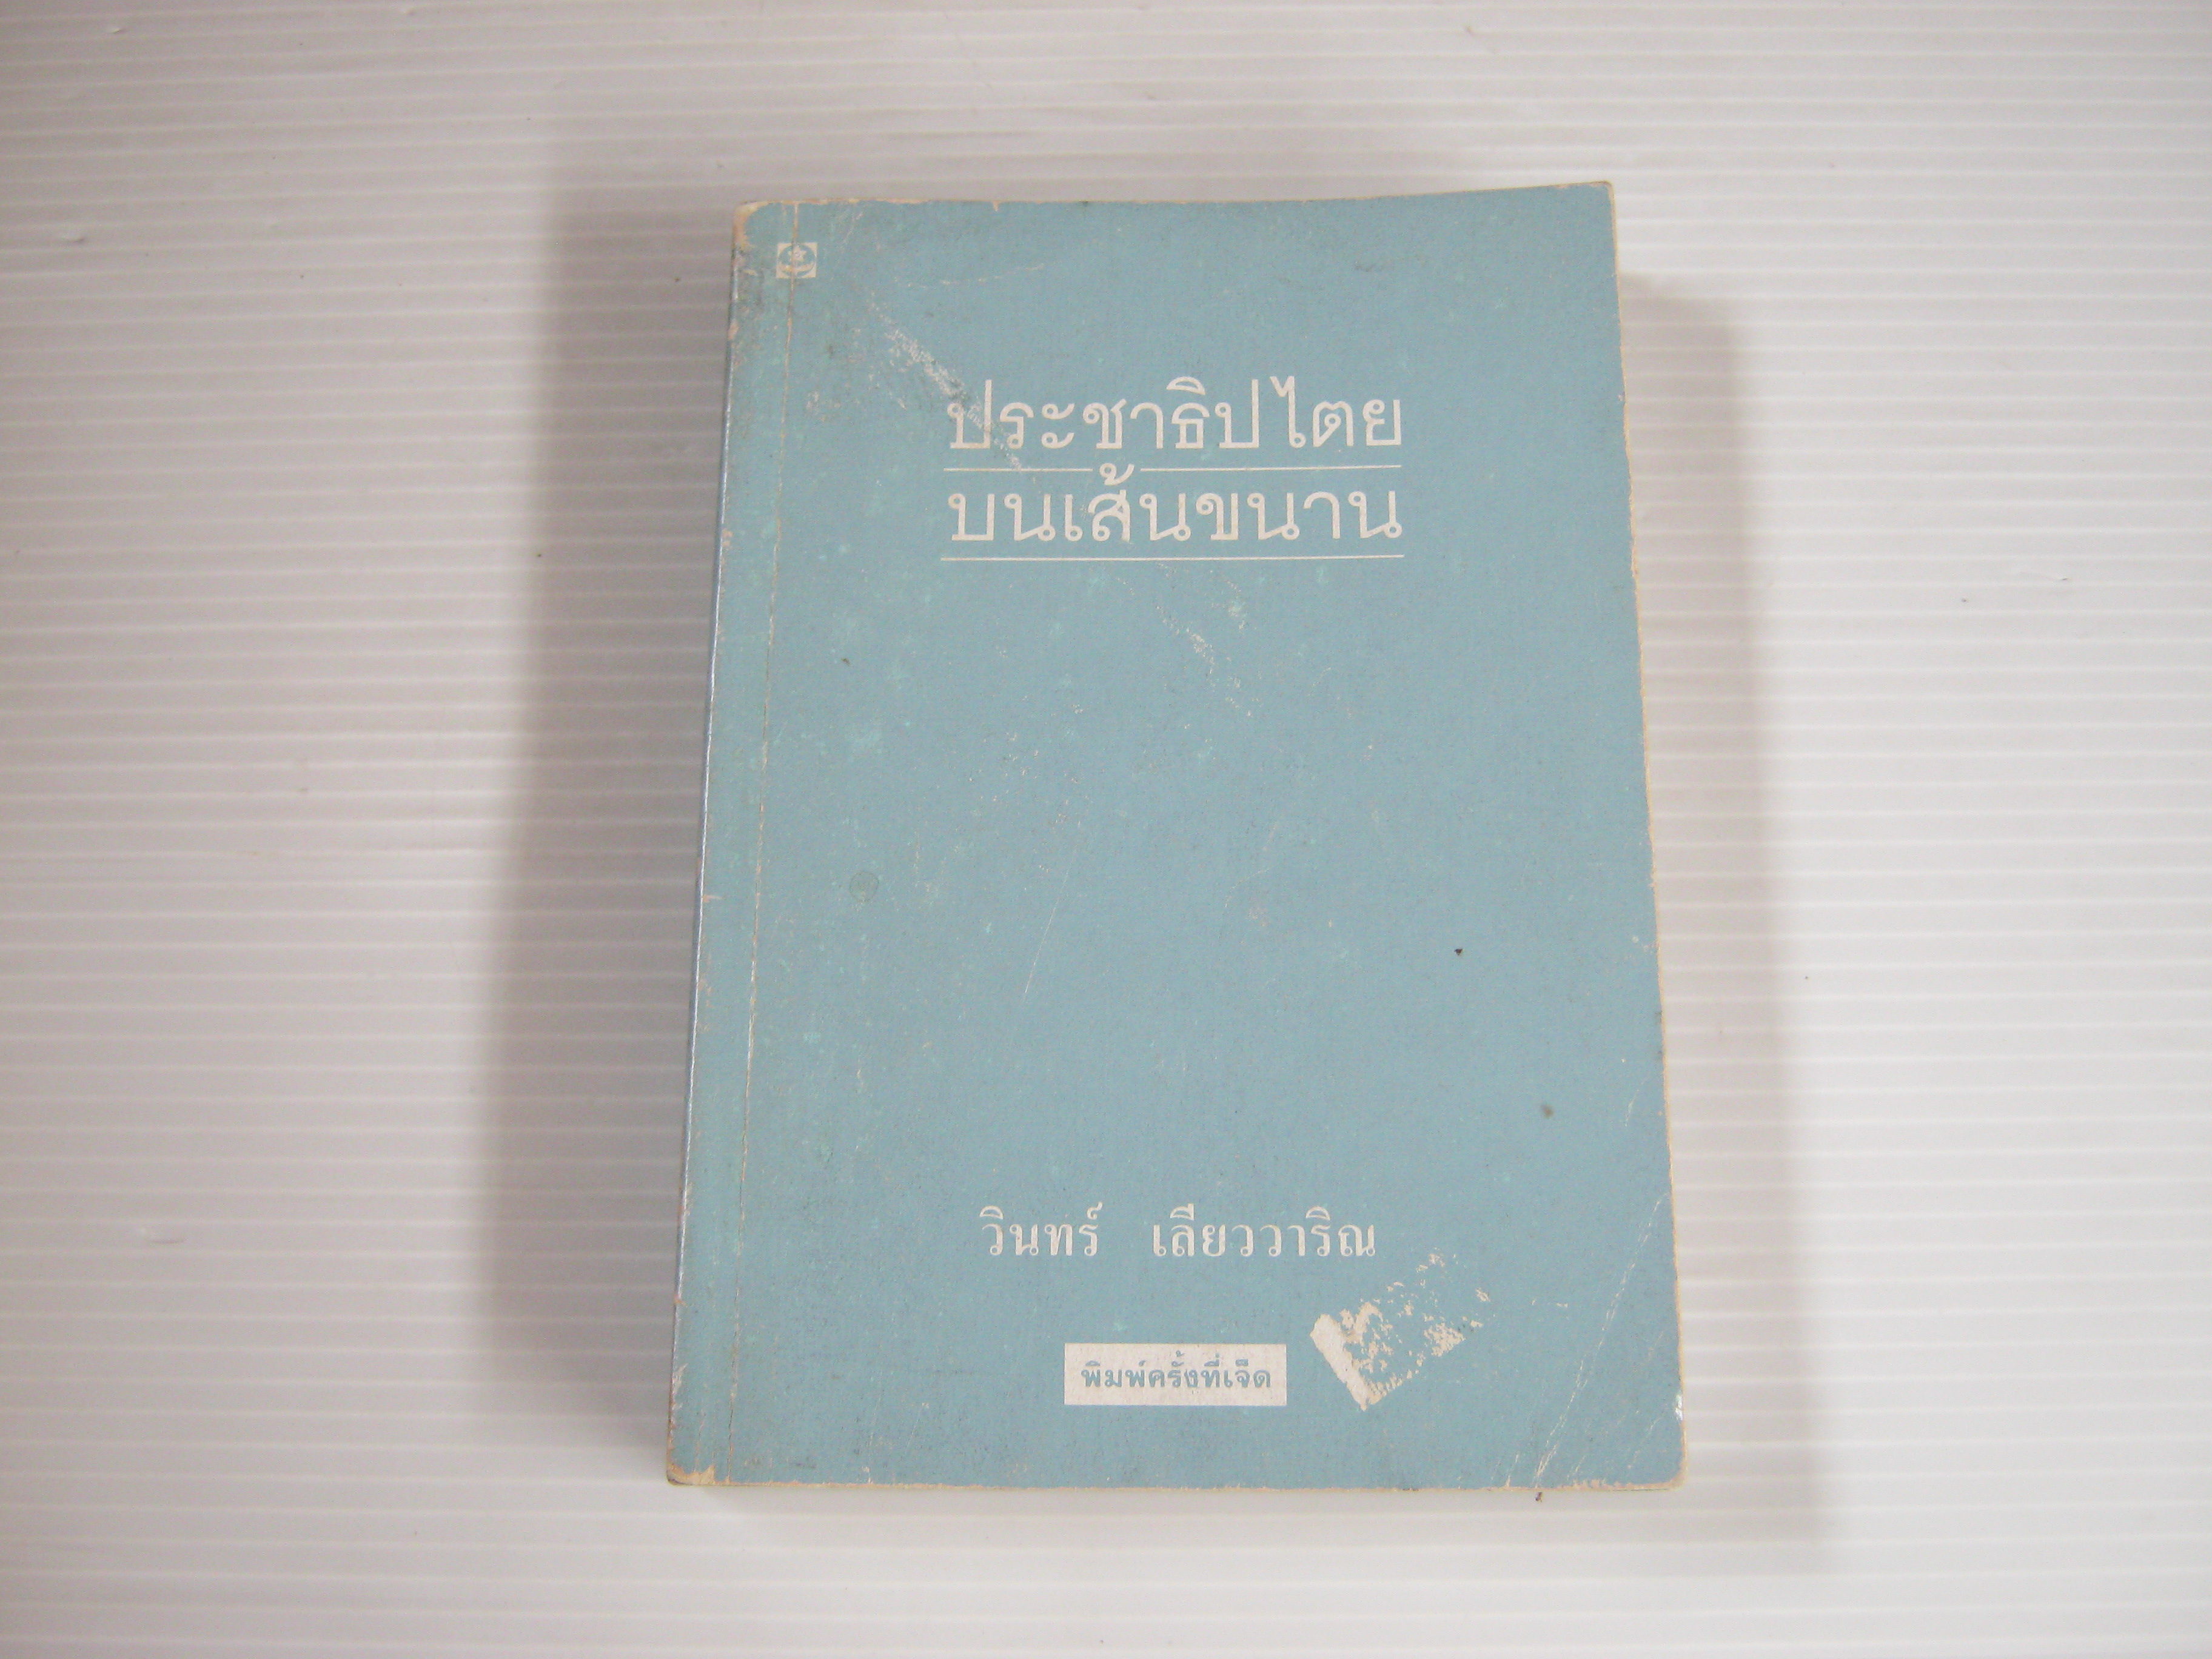 ประชาธิปไตย
บนเส้นขนาน
วินทร์ เลียววาริณ
พิมพ์ครั้งที่เจ็ด